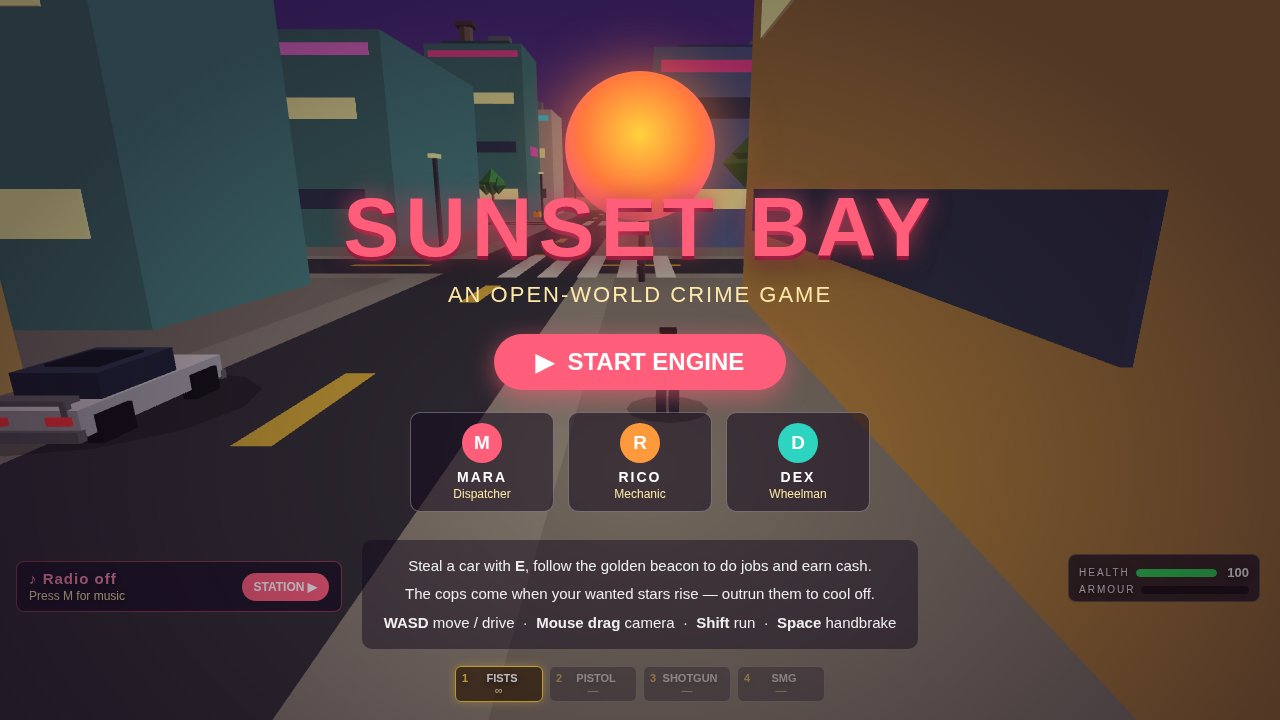 SUNSET BAY
AN OPEN-WORLD CRIME GAME
▶ START ENGINE
M
MARA
Dispatcher
R
RICO
Mechanic
D
DEX
Wheelman
Steal a car with E, follow the golden beacon to do jobs and earn cash.
The cops come when your wanted stars rise — outrun them to cool off.
WASD move / drive · Mouse drag camera · Shift run · Space handbrake
♪ Radio off
Press M for music
STATION ▶
HEALTH 100
ARMOUR
1 FISTS
∞
2 PISTOL
—
3 SHOTGUN
—
4 SMG
—